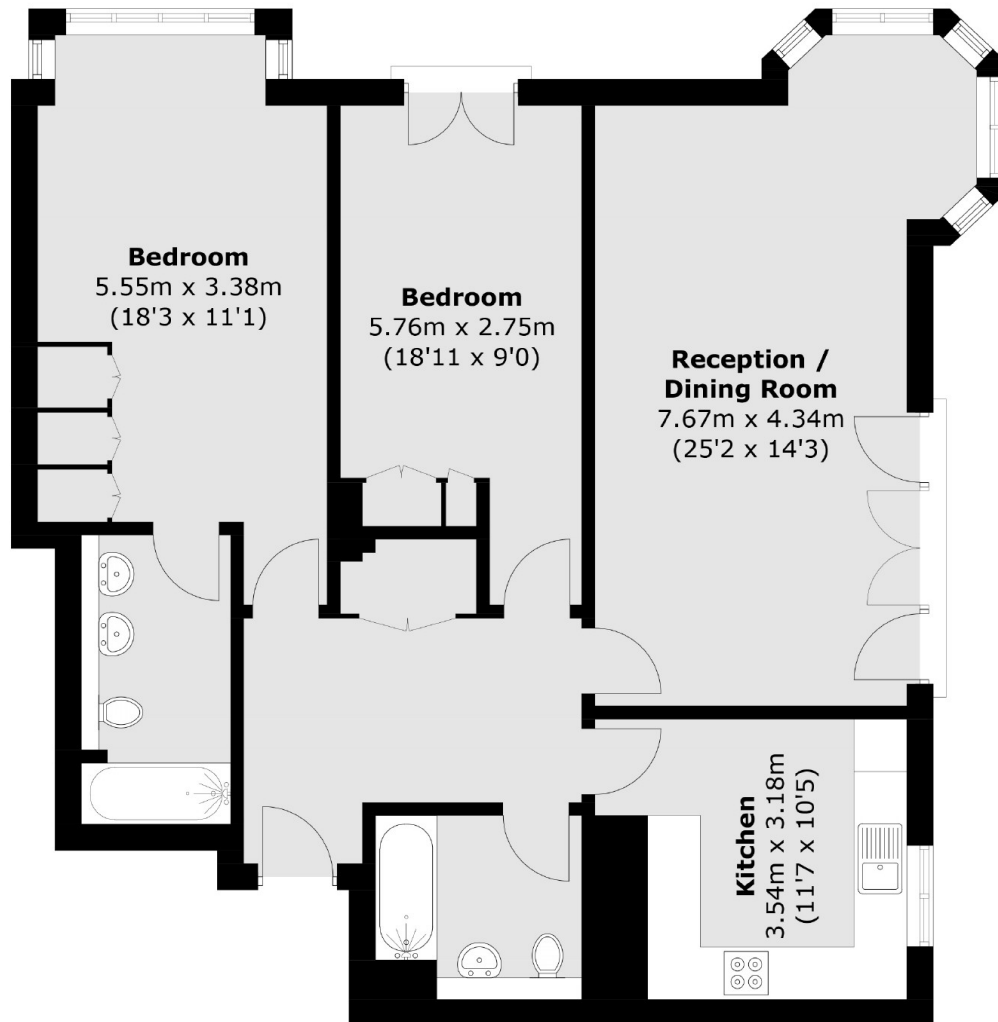 Bedroom
5.55m x 3.38m
(18'3 x 11'1)
Bedroom
5.76m x 2.75m
(18'11 x 9'0)
Reception /
Dining Room
7.67m x 4.34m
(25'2 x 14'3)
Kitchen
3.54m x 3.18m
(11'7 x 10'5)